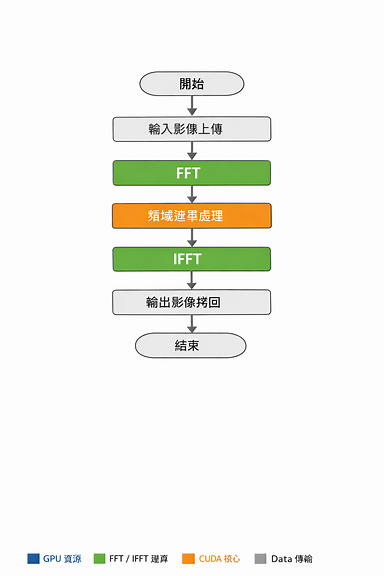 開始
輸入影像上傳
FFT
頻域遮罩處理
IFFT
輸出影像拷回
結束
GPU 資源
FFT / IFFT 運算
CUDA 核心
Data 傳輸